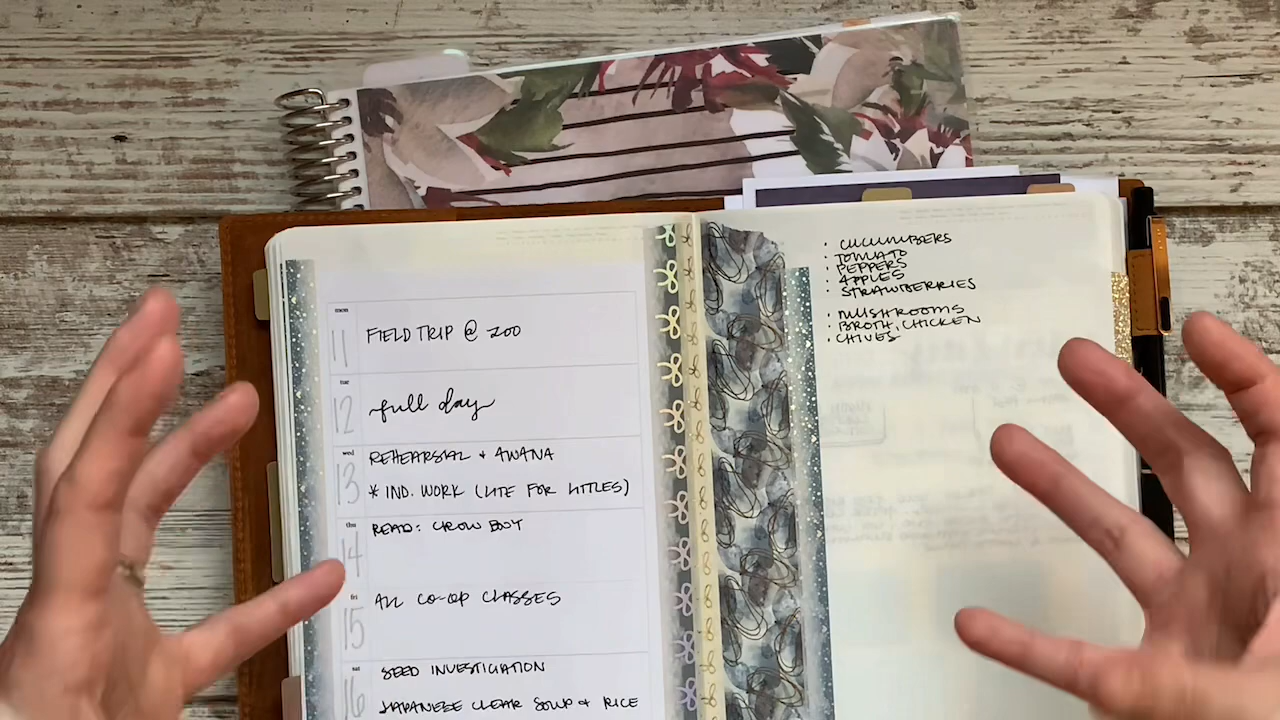 mon
11
FIELD TRIP @ ZOO
tue
12
full day
wed
13
REHEARSAL + AWANA
* IND. WORK (LITE FOR LITTLES)
thu
14
READ: CROW BOY
fri
15
ALL CO-OP CLASSES
sat
16
SEED INVESTIGATION
JAPANESE CLEAR SOUP + RICE
· CUCUMBERS
· TOMATO
· PEPPERS
· APPLES
· STRAWBERRIES
· MUSHROOMS
· BROTH, CHICKEN
· CHIVES